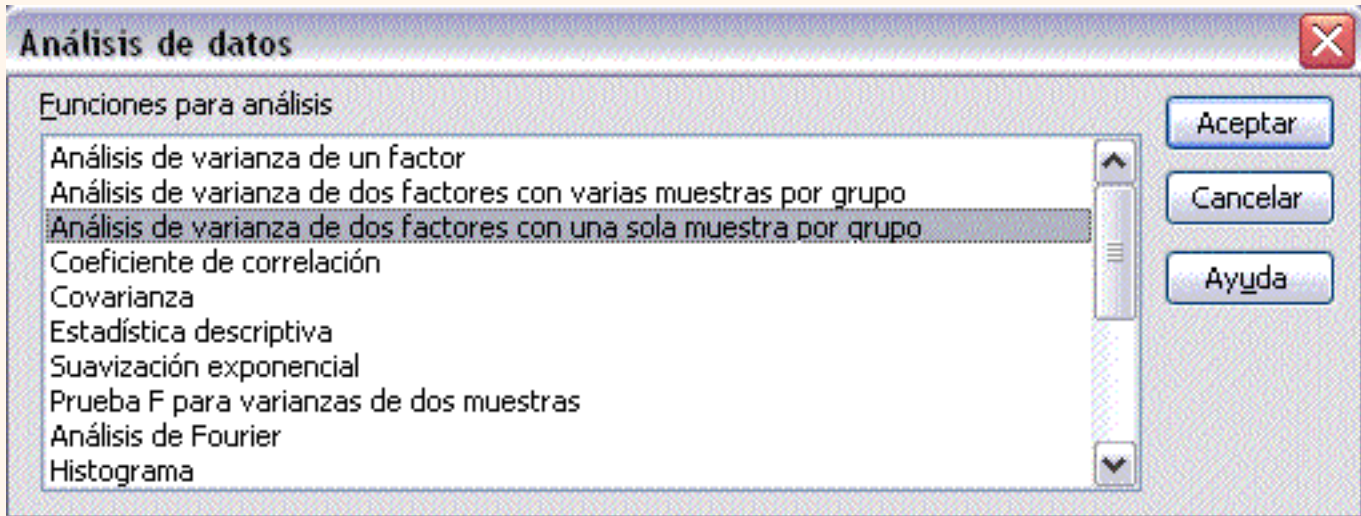 Análisis de datos
Funciones para análisis
Análisis de varianza de un factor
Análisis de varianza de dos factores con varias muestras por grupo
Análisis de varianza de dos factores con una sola muestra por grupo
Coeficiente de correlación
Covarianza
Estadística descriptiva
Suavización exponencial
Prueba F para varianzas de dos muestras
Análisis de Fourier
Histograma
Aceptar
Cancelar
Ayuda